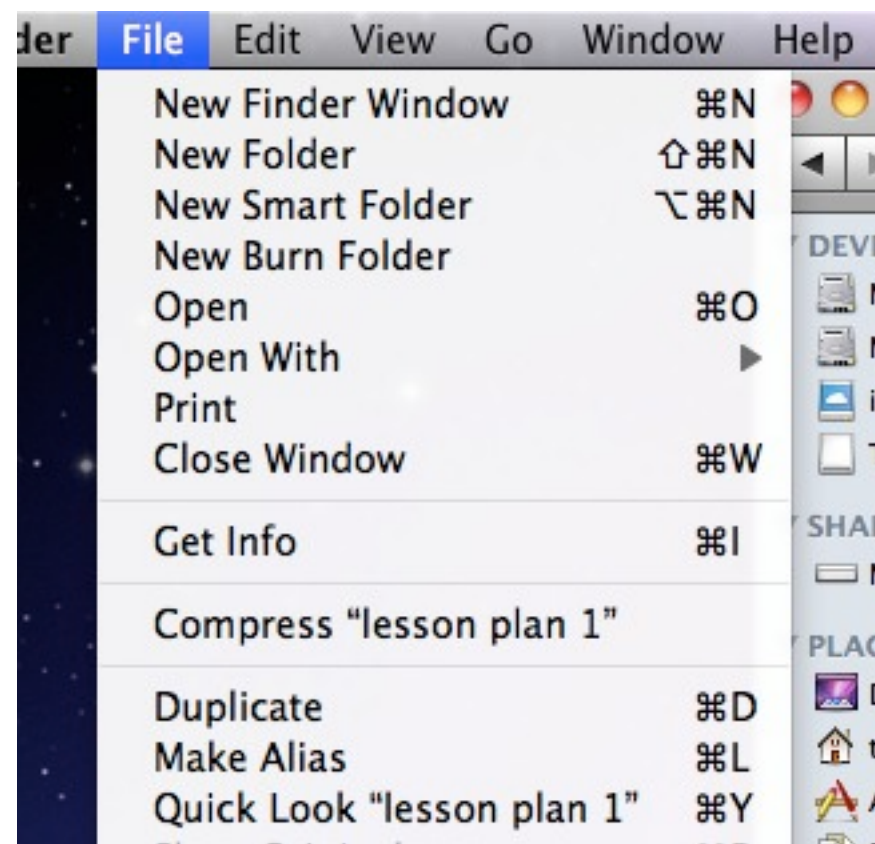 der File Edit View Go Window Help
New Finder Window ⌘N
New Folder ⇧⌘N
New Smart Folder ⌥⌘N
New Burn Folder
Open ⌘O
Open With ▶
Print
Close Window ⌘W
Get Info ⌘I
Compress “lesson plan 1”
Duplicate ⌘D
Make Alias ⌘L
Quick Look “lesson plan 1” ⌘Y
DEV
SHA
PLA